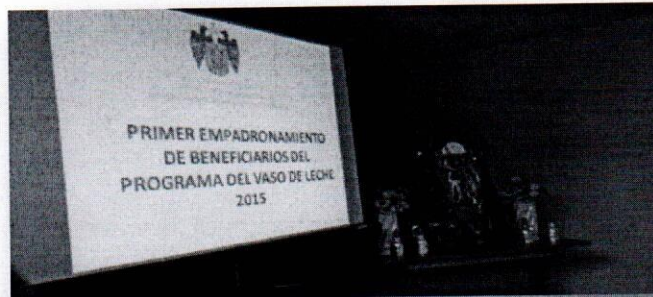 PRIMER EMPADRONAMIENTO
DE BENEFICIARIOS DEL
PROGRAMA DEL VASO DE LECHE
2015